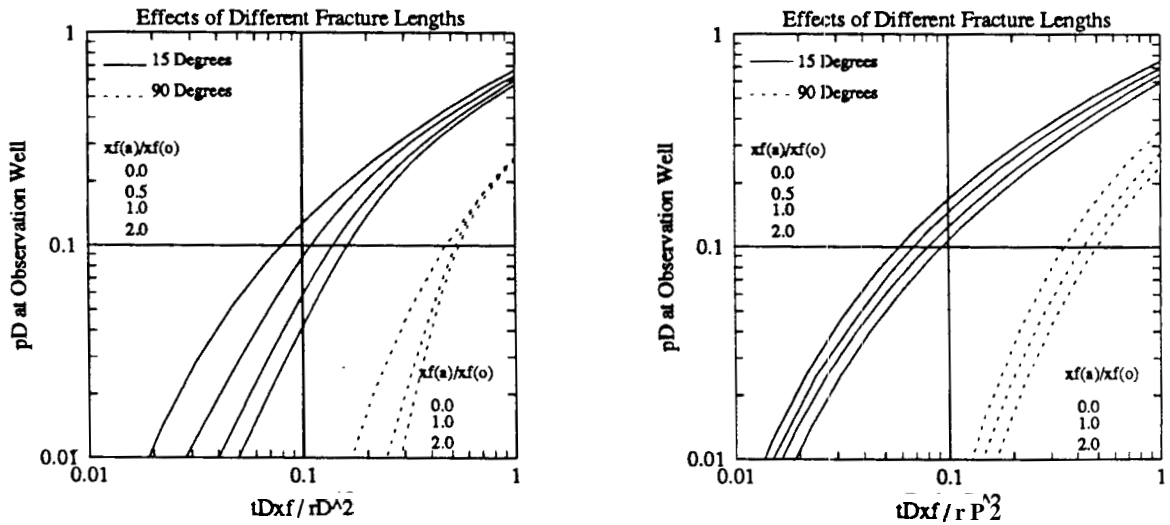 Effects of Different Fracture Lengths
pD at Observation Well
1
0.1
0.01
15 Degrees
90 Degrees
xf(a)/xf(o)
0.0
0.5
1.0
2.0
xf(a)/xf(o)
0.0
1.0
2.0
0.01
0.1
1
tDxf / rD^2
Effects of Different Fracture Lengths
pD at Observation Well
1
0.1
0.01
15 Degrees
90 Degrees
xf(a)/xf(o)
0.0
0.5
1.0
2.0
xf(a)/xf(o)
0.0
1.0
2.0
0.01
0.1
1
tDxf / r P^2